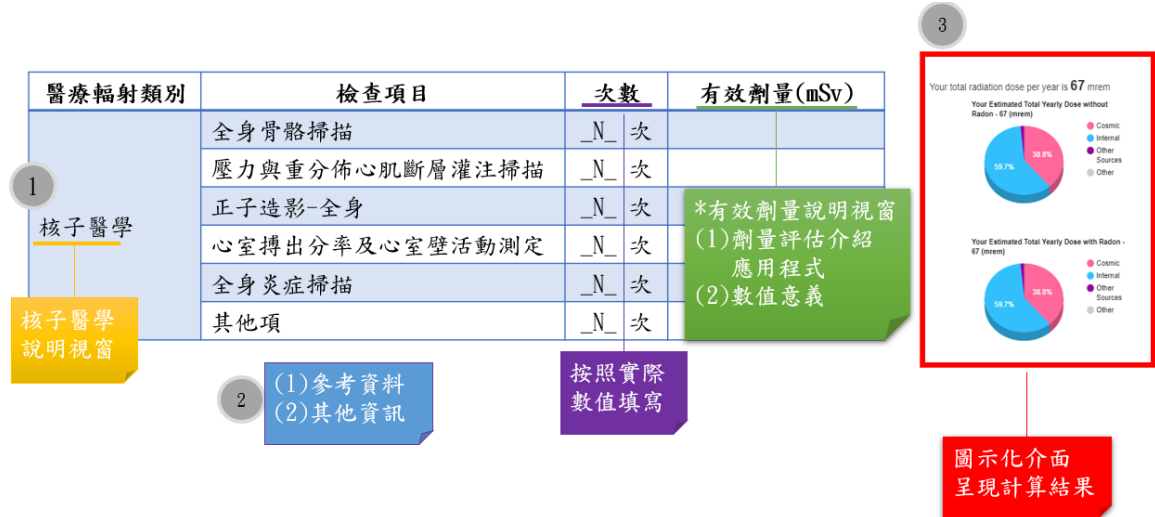 3
醫療輻射類別
檢查項目
次數
有效劑量(mSv)
1
核子醫學
全身骨骼掃描
_N_ 次
壓力與重分佈心肌斷層灌注掃描
_N_ 次
正子造影-全身
_N_ 次
心室搏出分率及心室壁活動測定
_N_ 次
全身炎症掃描
_N_ 次
其他項
_N_ 次
核子醫學
說明視窗
2
(1)參考資料
(2)其他資訊
按照實際
數值填寫
*有效劑量說明視窗
(1)劑量評估介紹
應用程式
(2)數值意義
Your total radiation dose per year is 67 mrem
Your Estimated Total Yearly Dose without
Radon - 67 (mrem)
Cosmic
Internal
Other
Sources
Other
38.8%
59.7%
Your Estimated Total Yearly Dose with Radon -
67 (mrem)
Cosmic
Internal
Other
Sources
Other
38.8%
59.7%
圖示化介面
呈現計算結果